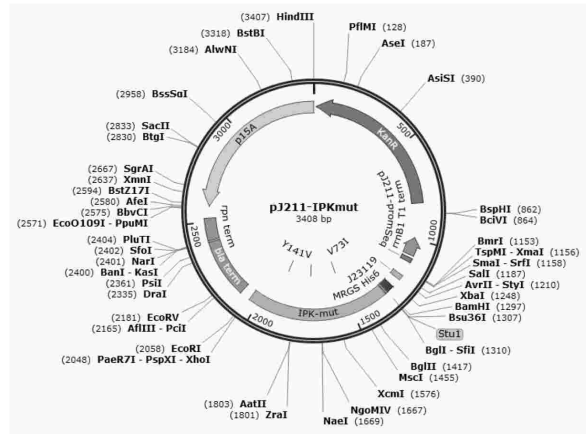 (3407) HindIII
(3318) BstBI
(3184) AlwNI
PflMI (128)
AseI (187)
AsiSI (390)
(2958) BssSαI
(2833) SacII
(2830) BtgI
(2667) SgrAI
(2637) XmnI
(2594) BstZ17I
(2580) AfeI
(2575) BbvCI
(2571) EcoO109I - PpuMI
(2404) PluTI
(2402) SfoI
(2401) NarI
(2400) BanI - KasI
(2361) PsiI
(2335) DraI
(2181) EcoRV
(2165) AflIII - PciI
(2058) EcoRI
(2048) PaeR7I - PspXI - XhoI
(1803) AatII
(1801) ZraI
BspHI (862)
BciVI (864)
BmrI (1153)
TspMI - XmaI (1156)
SmaI - SrfI (1158)
SalI (1187)
AvrII - StyI (1210)
XbaI (1248)
BamHI (1297)
Bsu36I (1307)
Stu1
BglI - SfiI (1310)
BglII (1417)
MscI (1455)
XcmI (1576)
NgoMIV (1667)
NaeI (1669)
pJ211-IPKmut
3408 bp
p15A
KanR
pJ211-promSeq
rrnB1 T1 term
J23119
MRGS His6
IPK-mut
bla term
rpn term
Y141V
V73I
500
1000
1500
2000
2500
3000